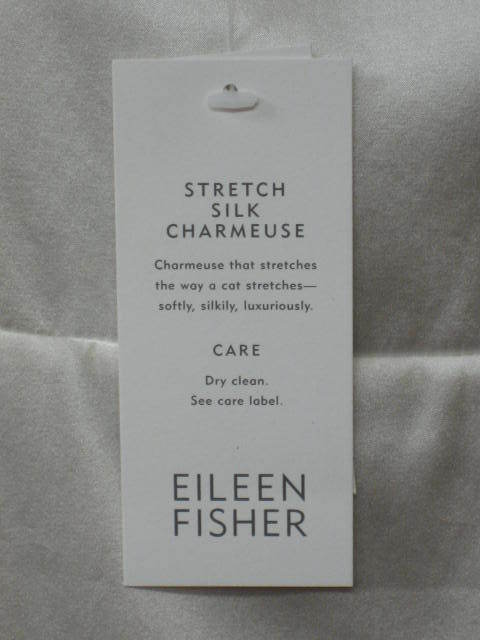 STRETCH
SILK
CHARMEUSE
Charmeuse that stretches
the way a cat stretches—
softly, silkily, luxuriously.
CARE
Dry clean.
See care label.
EILEEN
FISHER